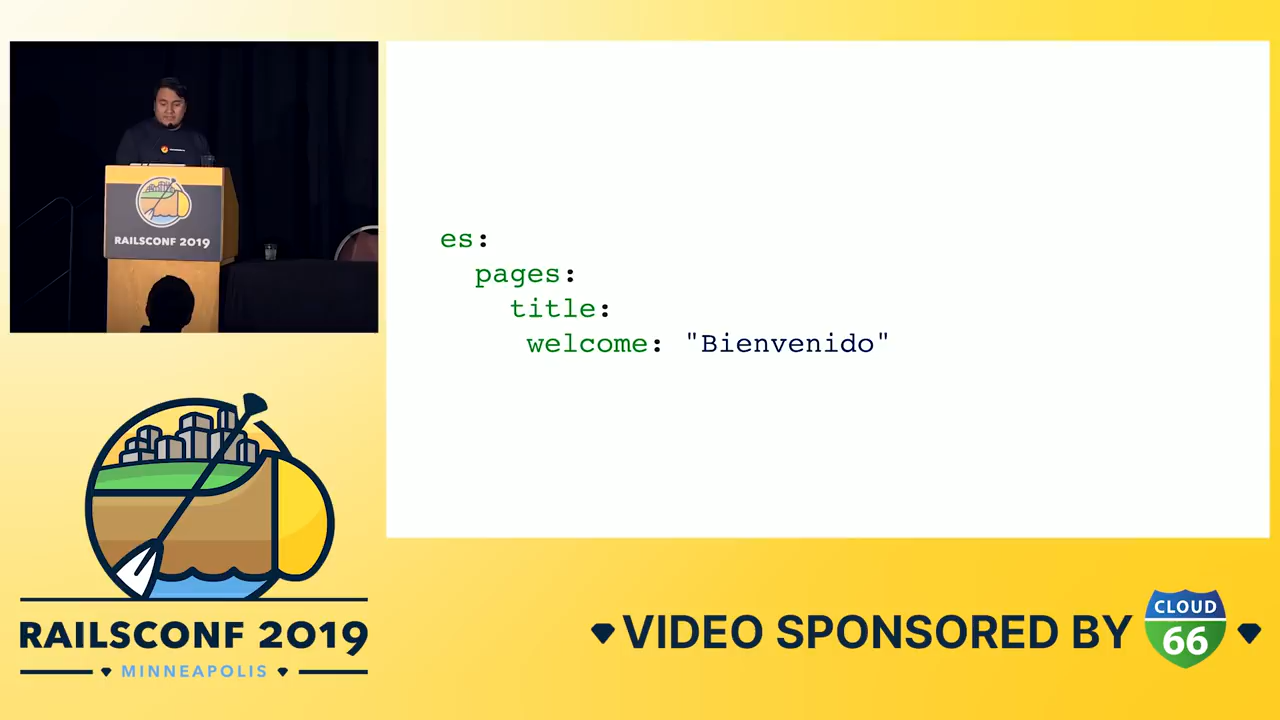 RAILSCONF 2019
es:
  pages:
    title:
     welcome: "Bienvenido"
RAILSCONF 2019
MINNEAPOLIS
VIDEO SPONSORED BY
CLOUD
66